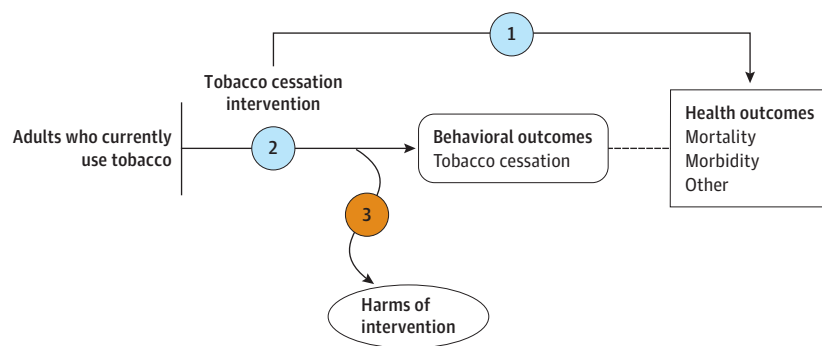 1
Tobacco cessation
intervention
Adults who currently
use tobacco
2
Behavioral outcomes
Tobacco cessation
Health outcomes
Mortality
Morbidity
Other
3
Harms of
intervention